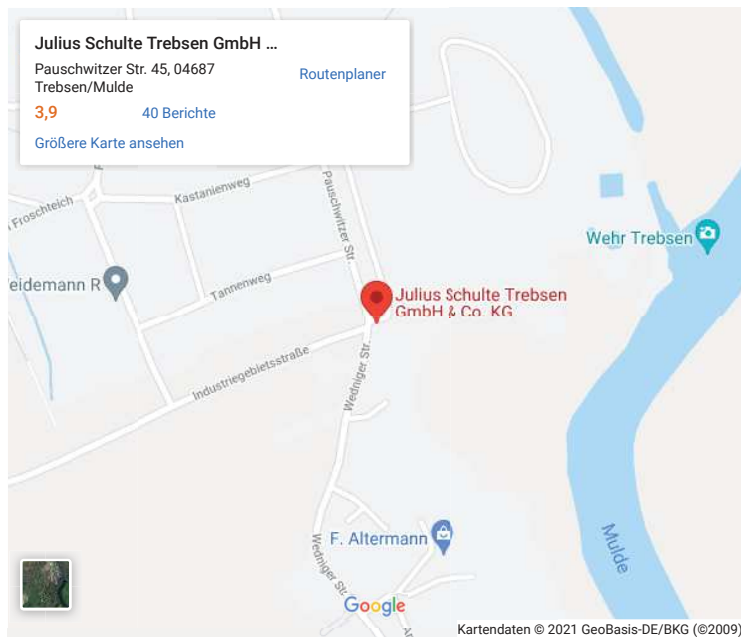 Julius Schulte Trebsen GmbH ...
Pauschwitzer Str. 45, 04687
Trebsen/Mulde
Routenplaner
3,9
40 Berichte
Größere Karte ansehen
Kastanienweg
Froschteich
Pauschwitzer Str.
Wehr Trebsen
eidemann R
Tannenweg
Julius Schulte Trebsen
GmbH & Co. KG
Industriegebietsstraße
Wedniger Str.
F. Altermann
Mulde
Wedniger Str.
Google
Kartendaten © 2021 GeoBasis-DE/BKG (©2009)